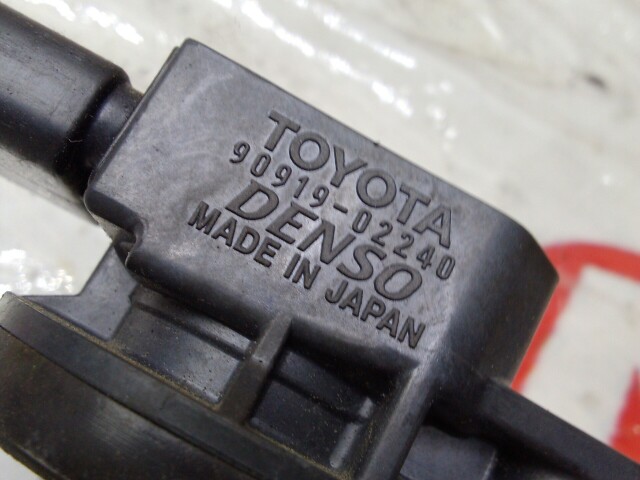 TOYOTA
90919-02240
DENSO
MADE IN JAPAN